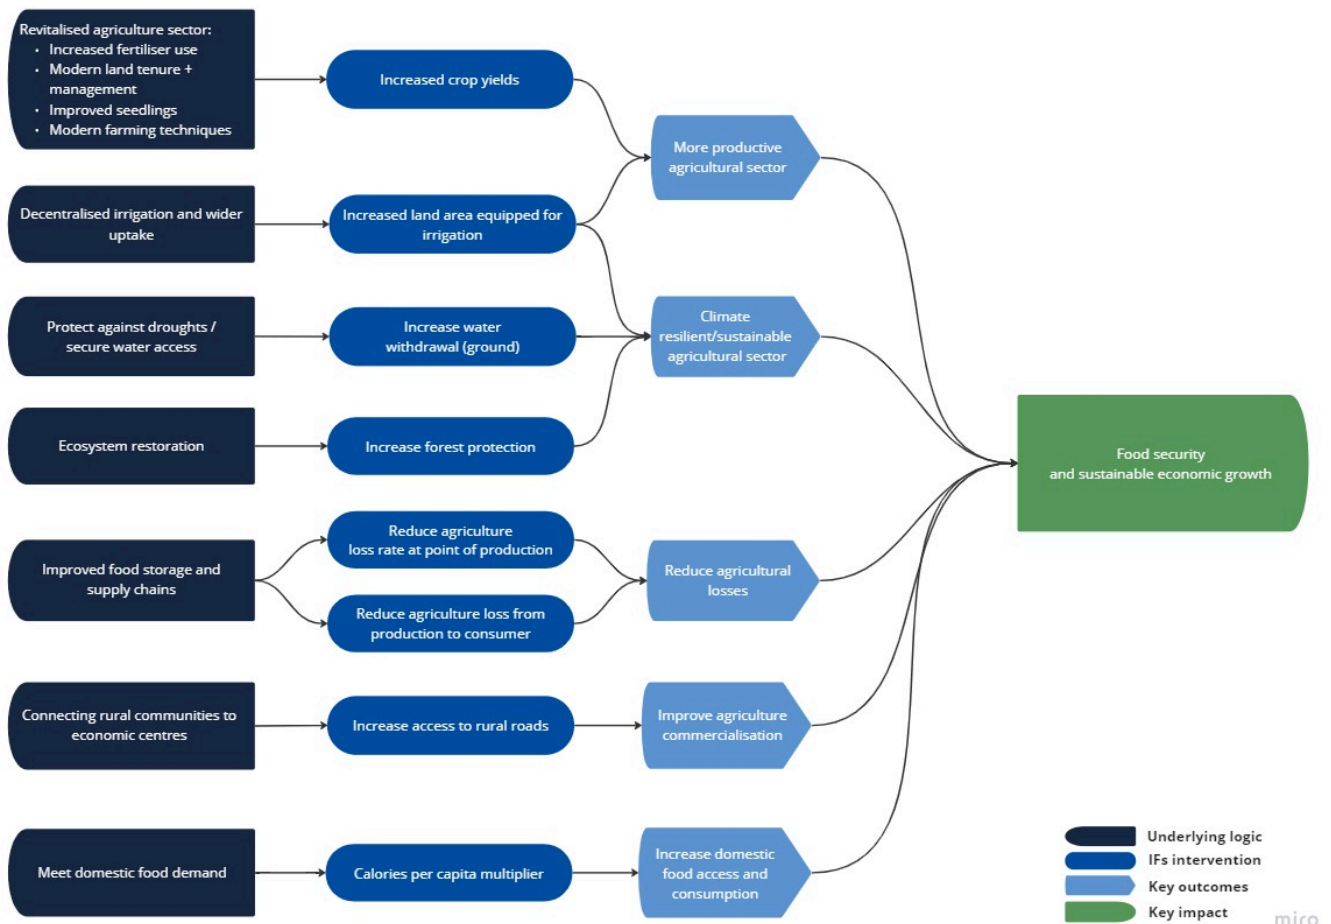 Revitalised agriculture sector:
• Increased fertiliser use
• Modern land tenure +
management
• Improved seedlings
• Modern farming techniques
Increased crop yields
More productive
agricultural sector
Decentralised irrigation and wider
uptake
Increased land area equipped for
irrigation
Protect against droughts /
secure water access
Increase water
withdrawal (ground)
Climate
resilient/sustainable
agricultural sector
Ecosystem restoration
Increase forest protection
Food security
and sustainable economic growth
Improved food storage and
supply chains
Reduce agriculture
loss rate at point of production
Reduce agriculture loss from
production to consumer
Reduce agricultural
losses
Connecting rural communities to
economic centres
Increase access to rural roads
Improve agriculture
commercialisation
Meet domestic food demand
Calories per capita multiplier
Increase domestic
food access and
consumption
Underlying logic
IFs intervention
Key outcomes
Key impact
miro